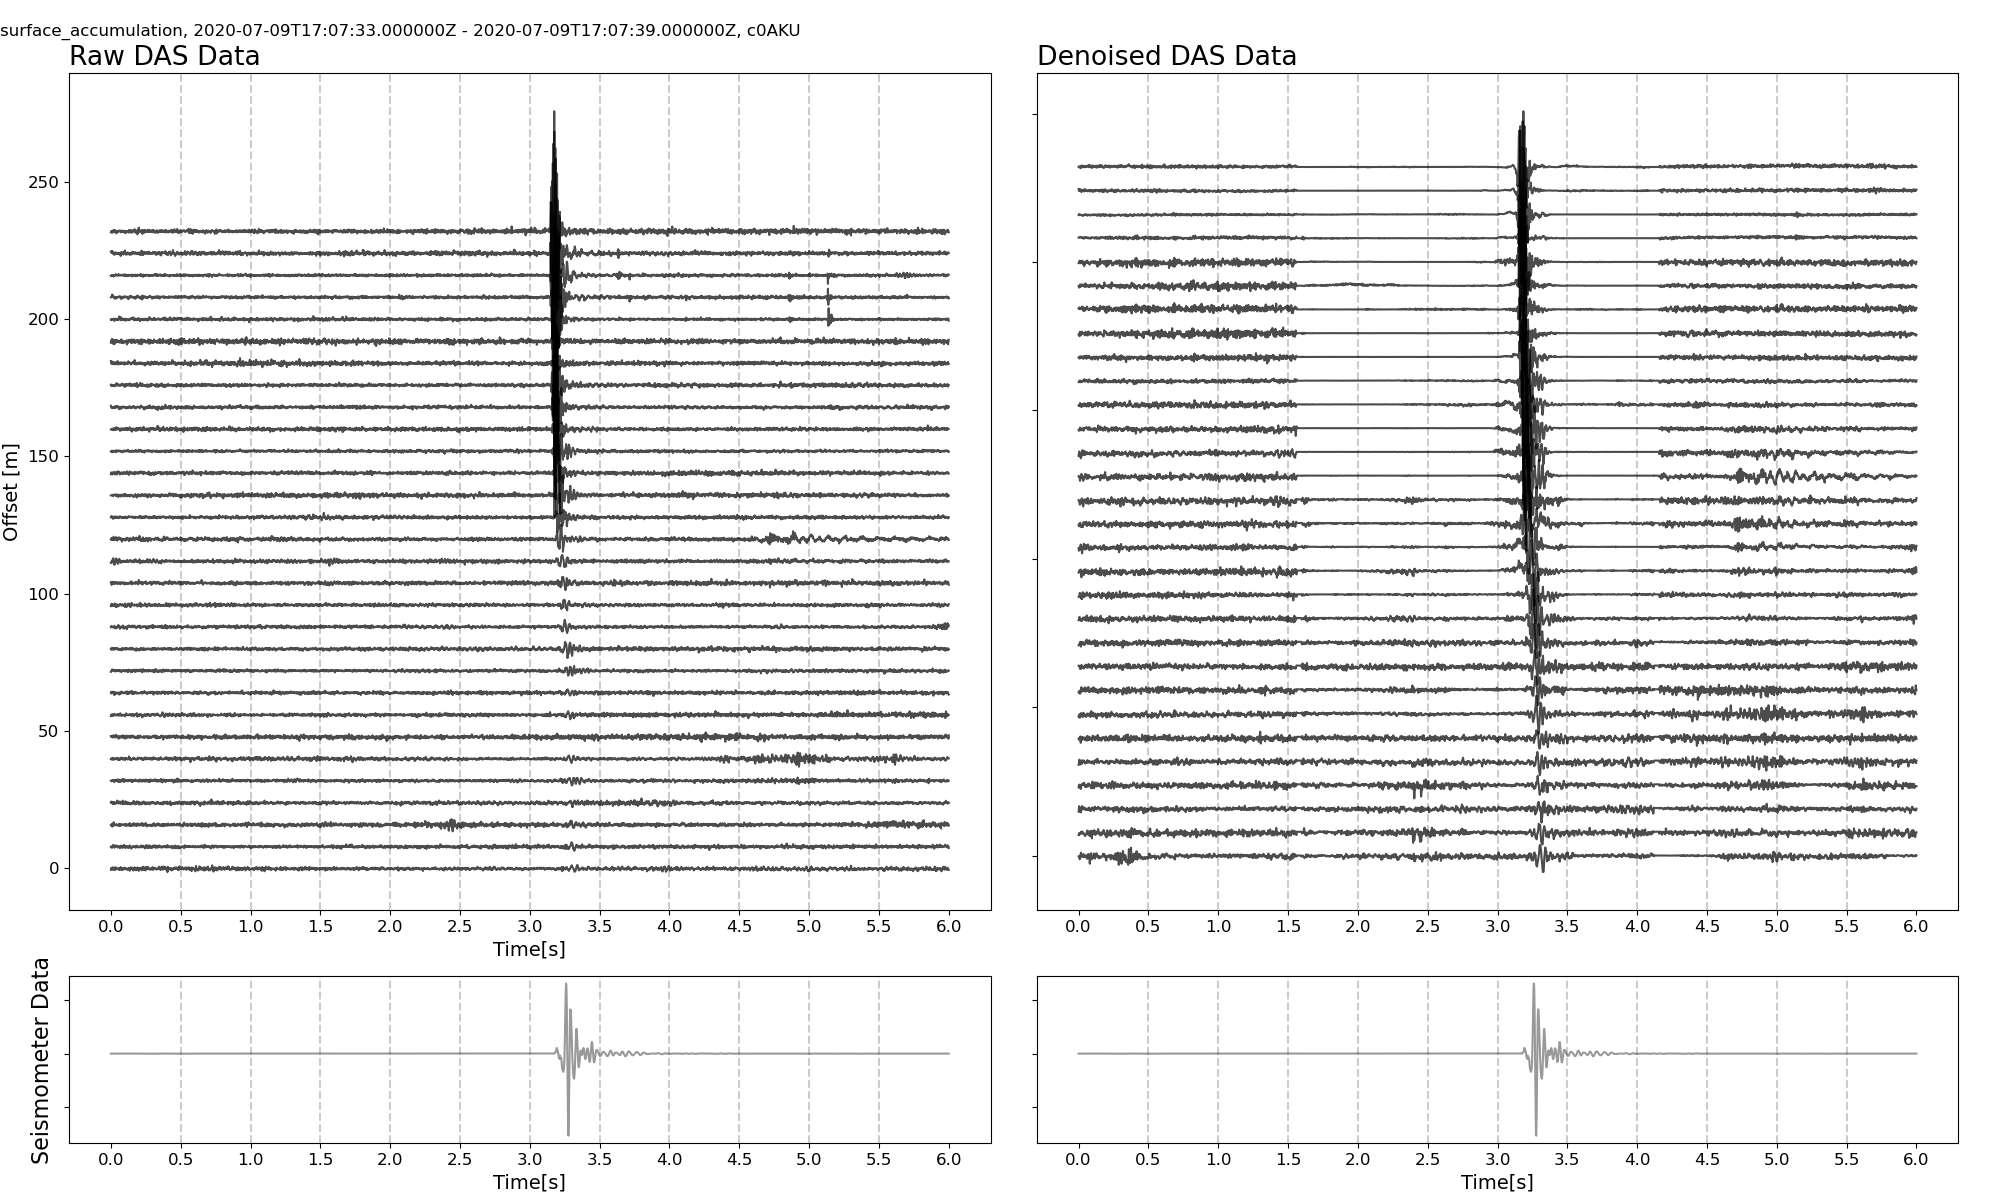 surface_accumulation, 2020-07-09T17:07:33.000000Z - 2020-07-09T17:07:39.000000Z, c0AKU
Raw DAS Data
Denoised DAS Data
Offset [m]
250
200
150
100
50
0
0.0 0.5 1.0 1.5 2.0 2.5 3.0 3.5 4.0 4.5 5.0 5.5 6.0
Time[s]
0.0 0.5 1.0 1.5 2.0 2.5 3.0 3.5 4.0 4.5 5.0 5.5 6.0
Seismometer Data
0.0 0.5 1.0 1.5 2.0 2.5 3.0 3.5 4.0 4.5 5.0 5.5 6.0
Time[s]
0.0 0.5 1.0 1.5 2.0 2.5 3.0 3.5 4.0 4.5 5.0 5.5 6.0
Time[s]